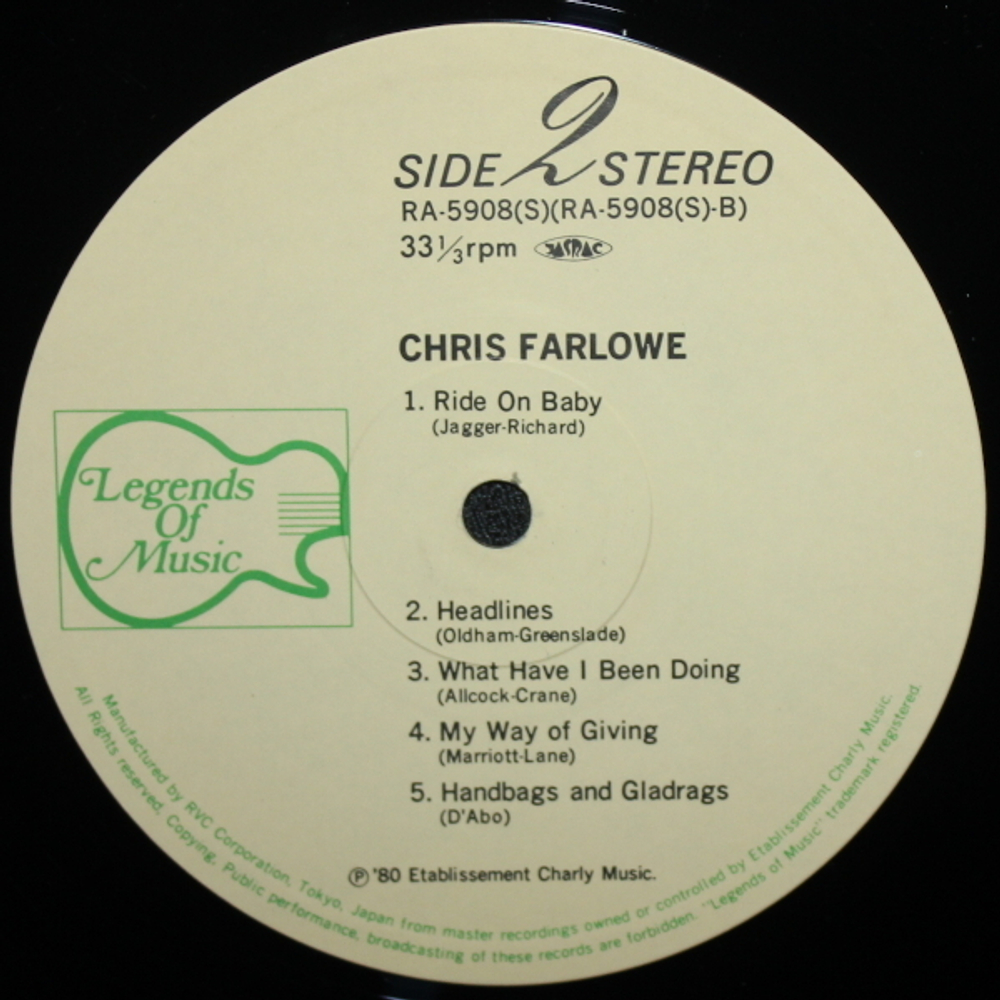 SIDE 2 STEREO
RA-5908(S)(RA-5908(S)-B)
33⅓rpm JASRAC
CHRIS FARLOWE
1. Ride On Baby
(Jagger-Richard)
Legends
Of
Music
2. Headlines
(Oldham-Greenslade)
3. What Have I Been Doing
(Allcock-Crane)
4. My Way of Giving
(Marriott-Lane)
5. Handbags and Gladrags
(D'Abo)
Ⓟ '80 Etablissement Charly Music.
Manufactured by RVC Corporation, Tokyo, Japan from master recordings owned or controlled by Etablissement Charly Music.
All Rights reserved. Copying, Public performance, broadcasting of these records are forbidden. "Legends of Music" trademark registered.